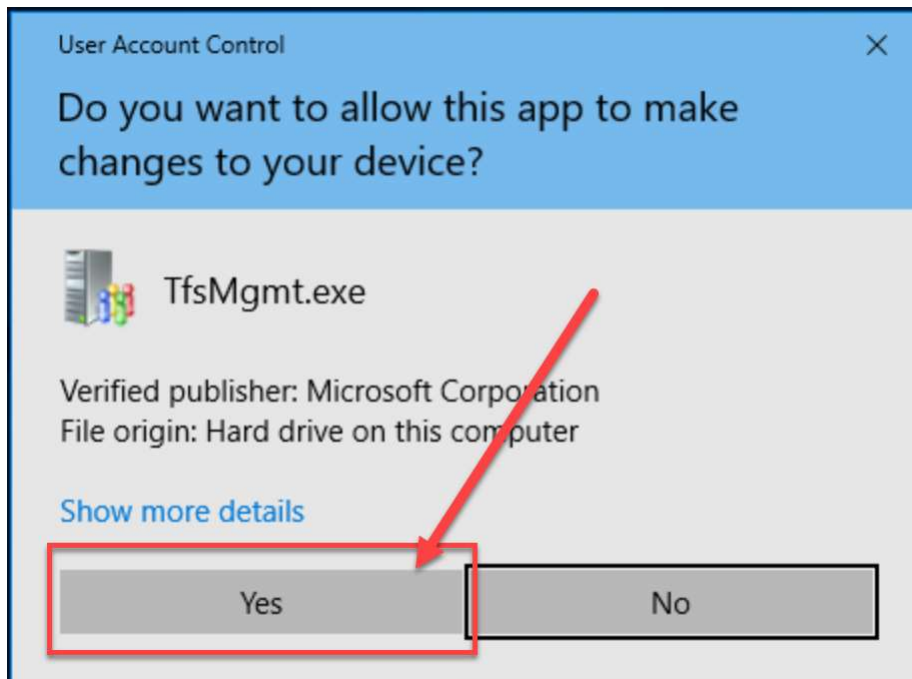 User Account Control
Do you want to allow this app to make
changes to your device?
TfsMgmt.exe
Verified publisher: Microsoft Corporation
File origin: Hard drive on this computer
Show more details
Yes
No